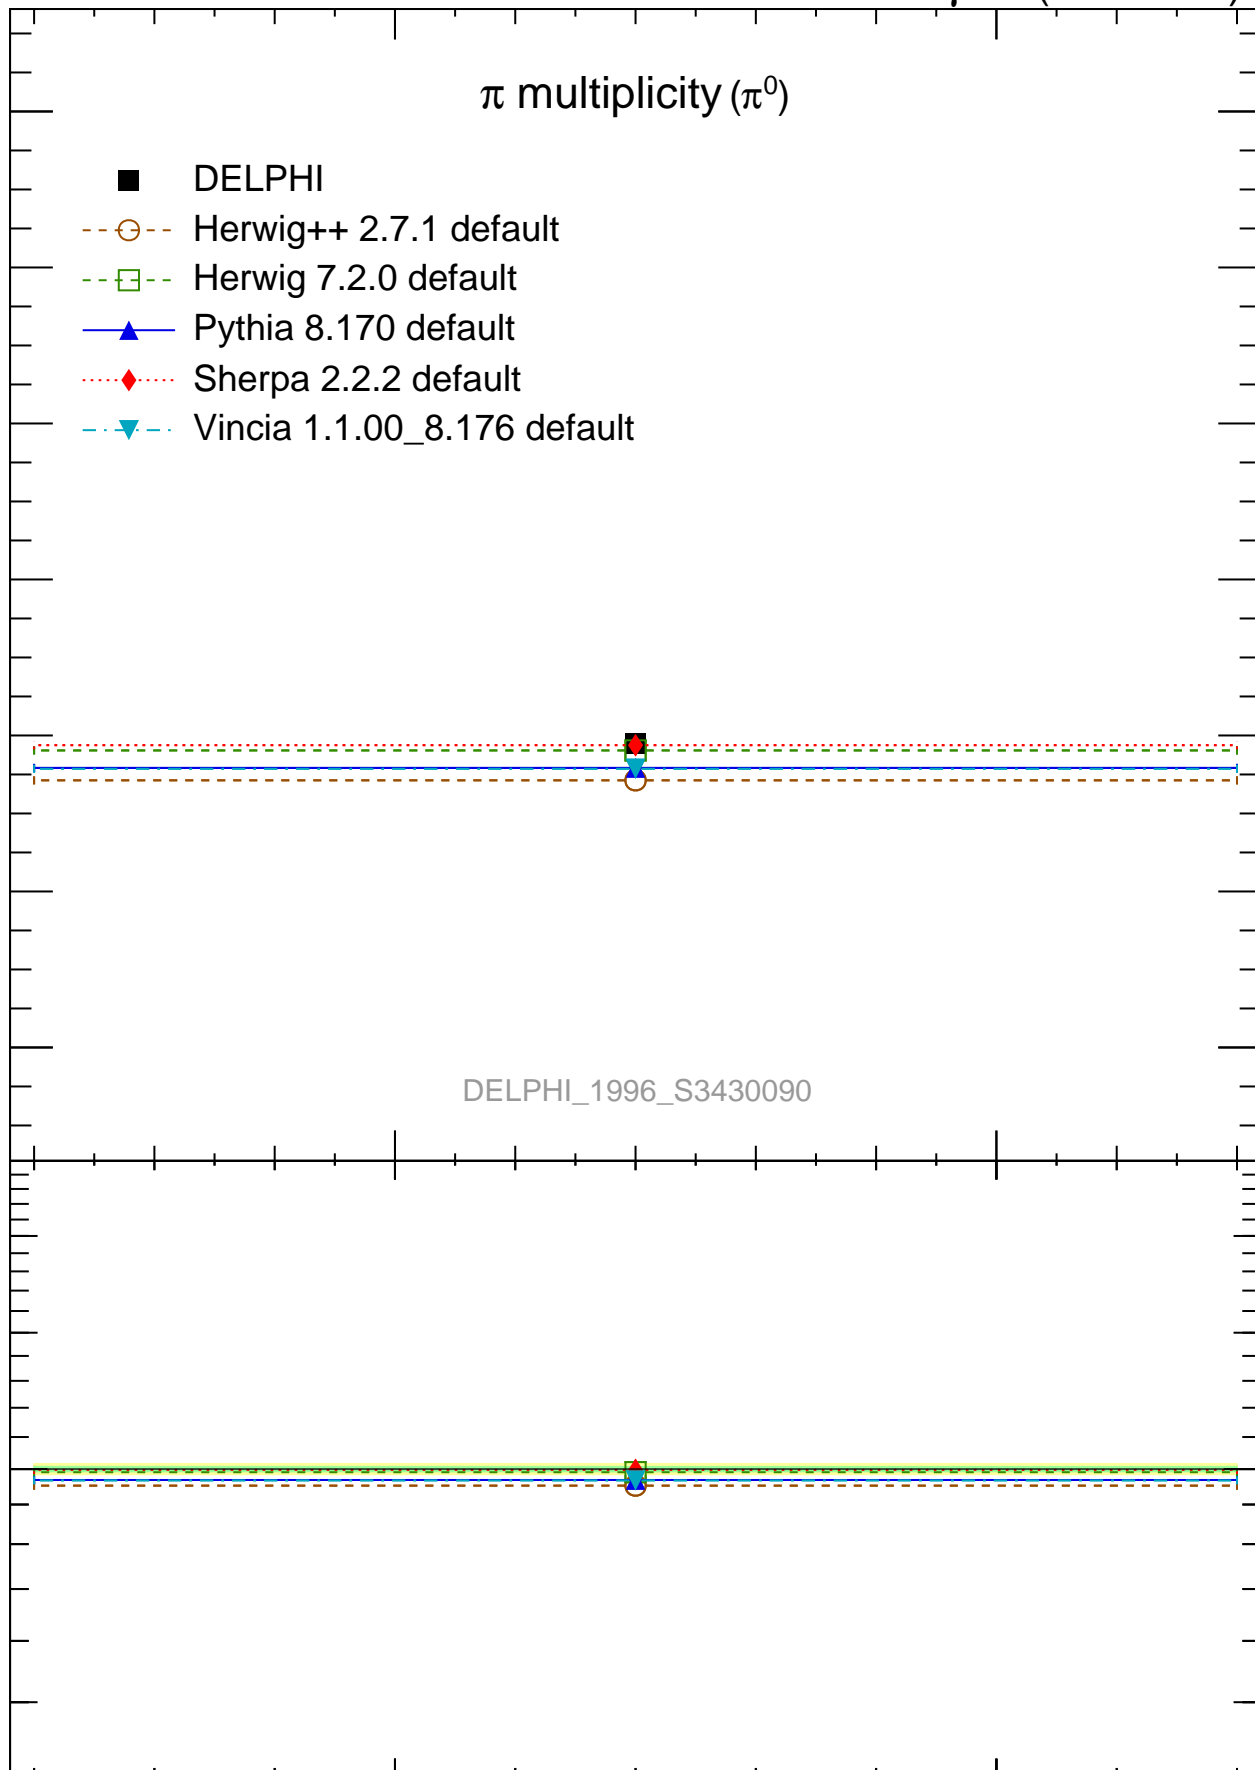 π multiplicity (π⁰)
DELPHI
Herwig++ 2.7.1 default
Herwig 7.2.0 default
Pythia 8.170 default
Sherpa 2.2.2 default
Vincia 1.1.00_8.176 default
DELPHI_1996_S3430090